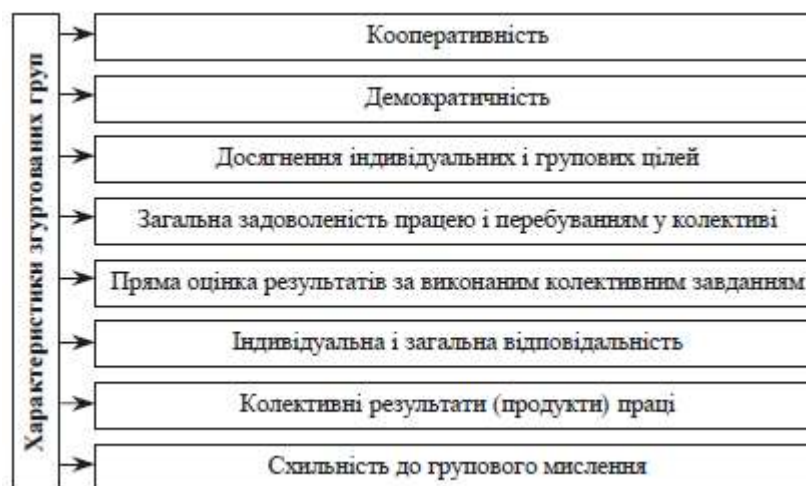 Характеристики згуртованих груп
Кооперативність
Демократичність
Досягнення індивідуальних і групових цілей
Загальна задоволеність працею і перебуванням у колективі
Пряма оцінка результатів за виконаним колективним завданням
Індивідуальна і загальна відповідальність
Колективні результати (продукти) праці
Схильність до групового мислення